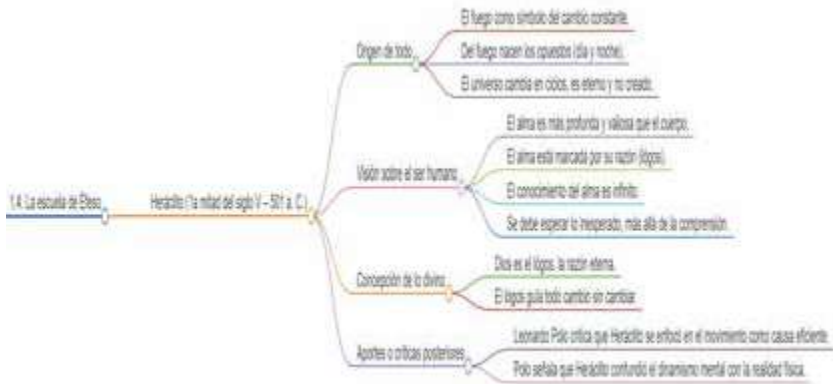 1.4. La escuela de Éfeso
Heráclito (1a mitad del siglo V – 501 a. C.)
Origen de todo
El fuego como símbolo del cambio constante.
Del fuego nacen los opuestos (día y noche).
El universo cambia en ciclos, es eterno y no creado.
Visión sobre el ser humano
El alma es más profunda y valiosa que el cuerpo.
El alma está marcada por su razón (logos).
El conocimiento del alma es infinito.
Se debe esperar lo inesperado, más allá de la comprensión.
Concepción de lo divino
Dios es el logos, la razón eterna.
El logos guía todo cambio sin cambiar.
Aportes o críticas posteriores
Leonardo Polo critica que Heráclito se enfocó en el movimiento como causa eficiente.
Polo señala que Heráclito confundió el dinamismo mental con la realidad física.